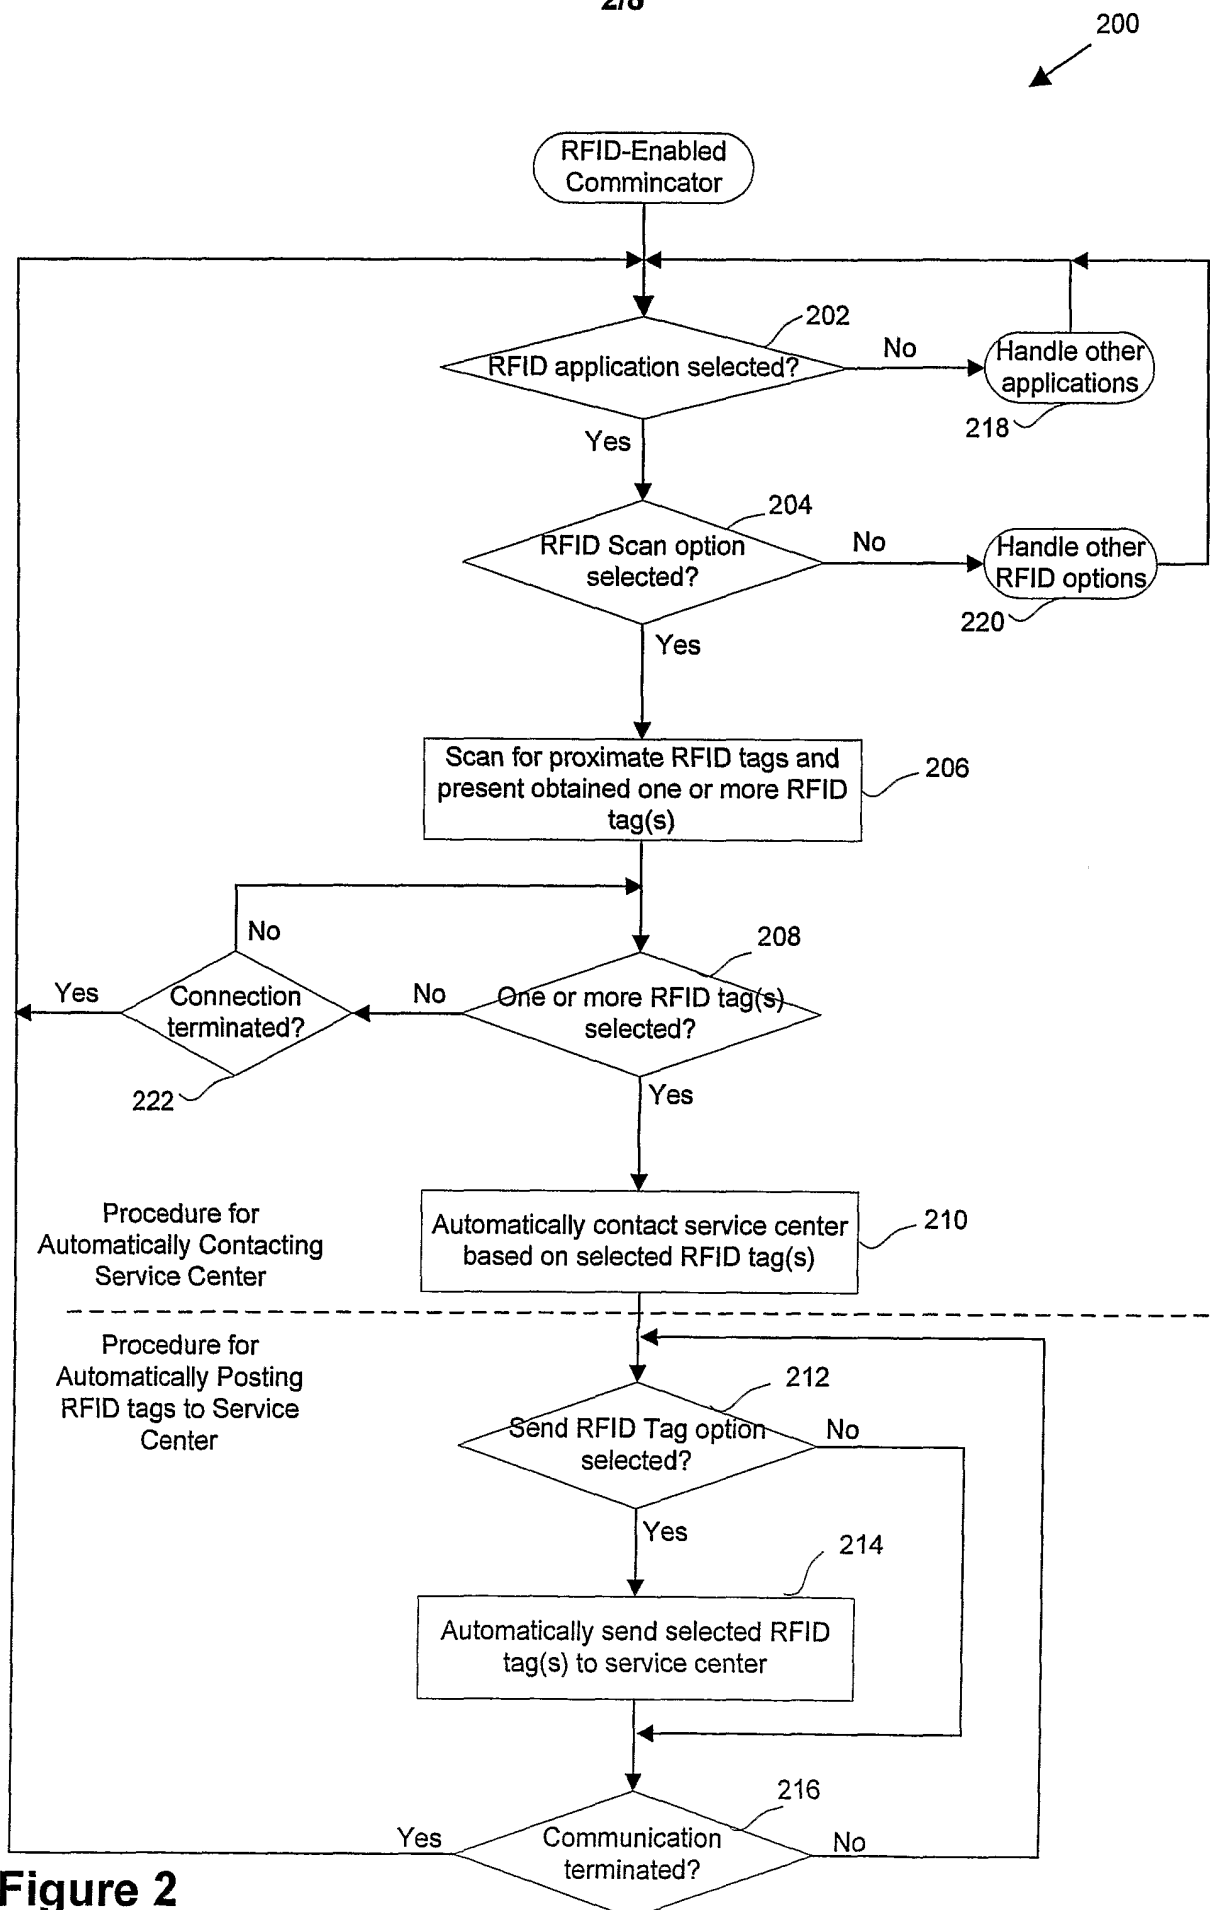 2/8
200
RFID-Enabled
Commincator
202
RFID application selected?
No
Handle other
applications
218
Yes
204
RFID Scan option
selected?
No
Handle other
RFID options
220
Yes
Scan for proximate RFID tags and
present obtained one or more RFID
tag(s)
206
No
208
Yes
Connection
terminated?
No
One or more RFID tag(s)
selected?
222
Yes
Procedure for
Automatically Contacting
Service Center
Automatically contact service center
based on selected RFID tag(s)
210
Procedure for
Automatically Posting
RFID tags to Service
Center
212
Send RFID Tag option
selected?
No
Yes
214
Automatically send selected RFID
tag(s) to service center
216
Yes
Communication
terminated?
No
Figure 2